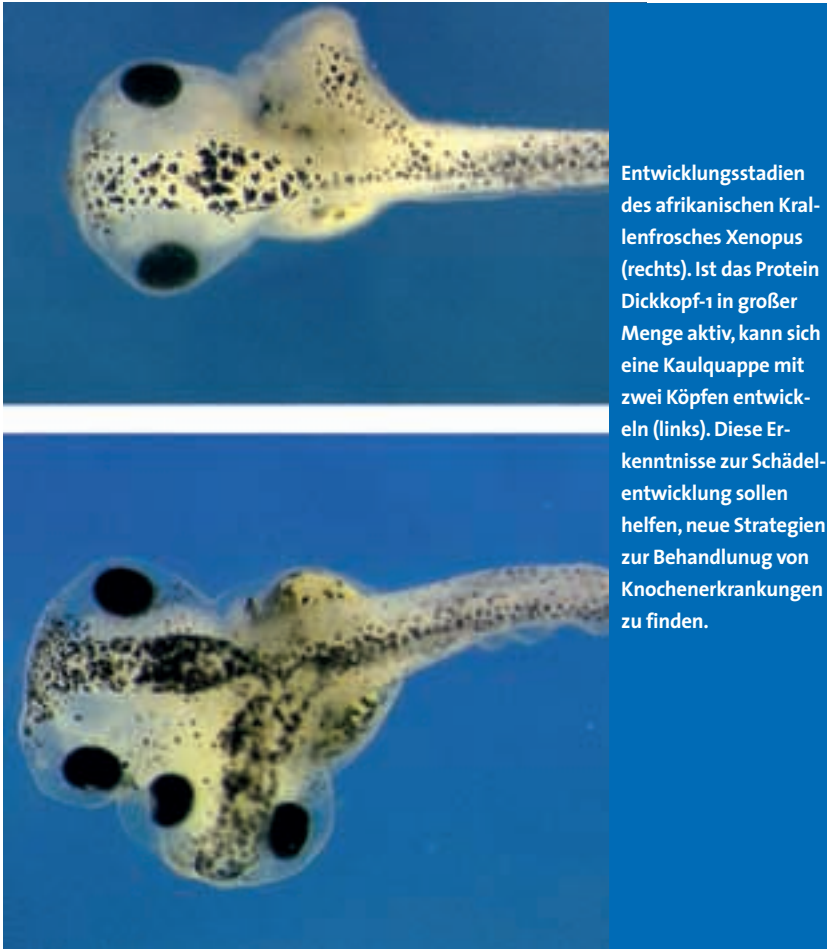 Entwicklungsstadien
des afrikanischen Kral-
lenfrosches Xenopus
(rechts). Ist das Protein
Dickkopf-1 in großer
Menge aktiv, kann sich
eine Kaulquappe mit
zwei Köpfen entwick-
eln (links). Diese Er-
kenntnisse zur Schädel-
entwicklung sollen
helfen, neue Strategien
zur Behandlunug von
Knochenerkrankungen
zu finden.